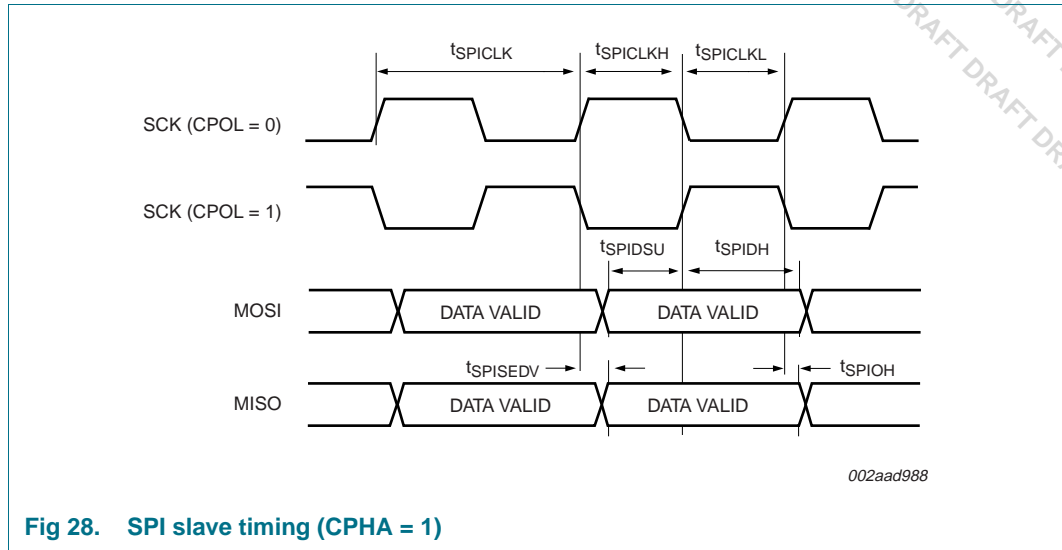 DRAFT DRAFT DR
DRAFT DRAFT
tSPICLK tSPICLKH tSPICLKL
SCK (CPOL = 0)
SCK (CPOL = 1)
tSPIDSU tSPIDH
MOSI DATA VALID DATA VALID
tSPISEDV tSPIOH
MISO DATA VALID DATA VALID
002aad988
Fig 28. SPI slave timing (CPHA = 1)